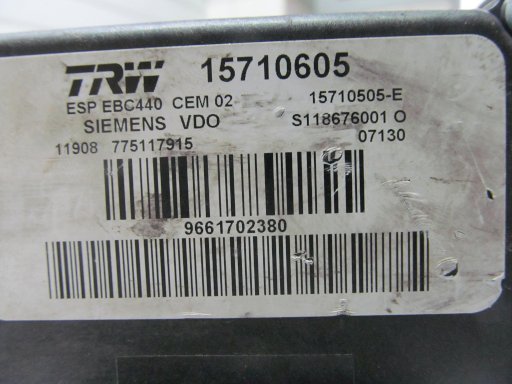 TRW 15710605
ESP EBC440 CEM 02 15710505-E
SIEMENS VDO S118676001 O
11908 775117915 07130
9661702380